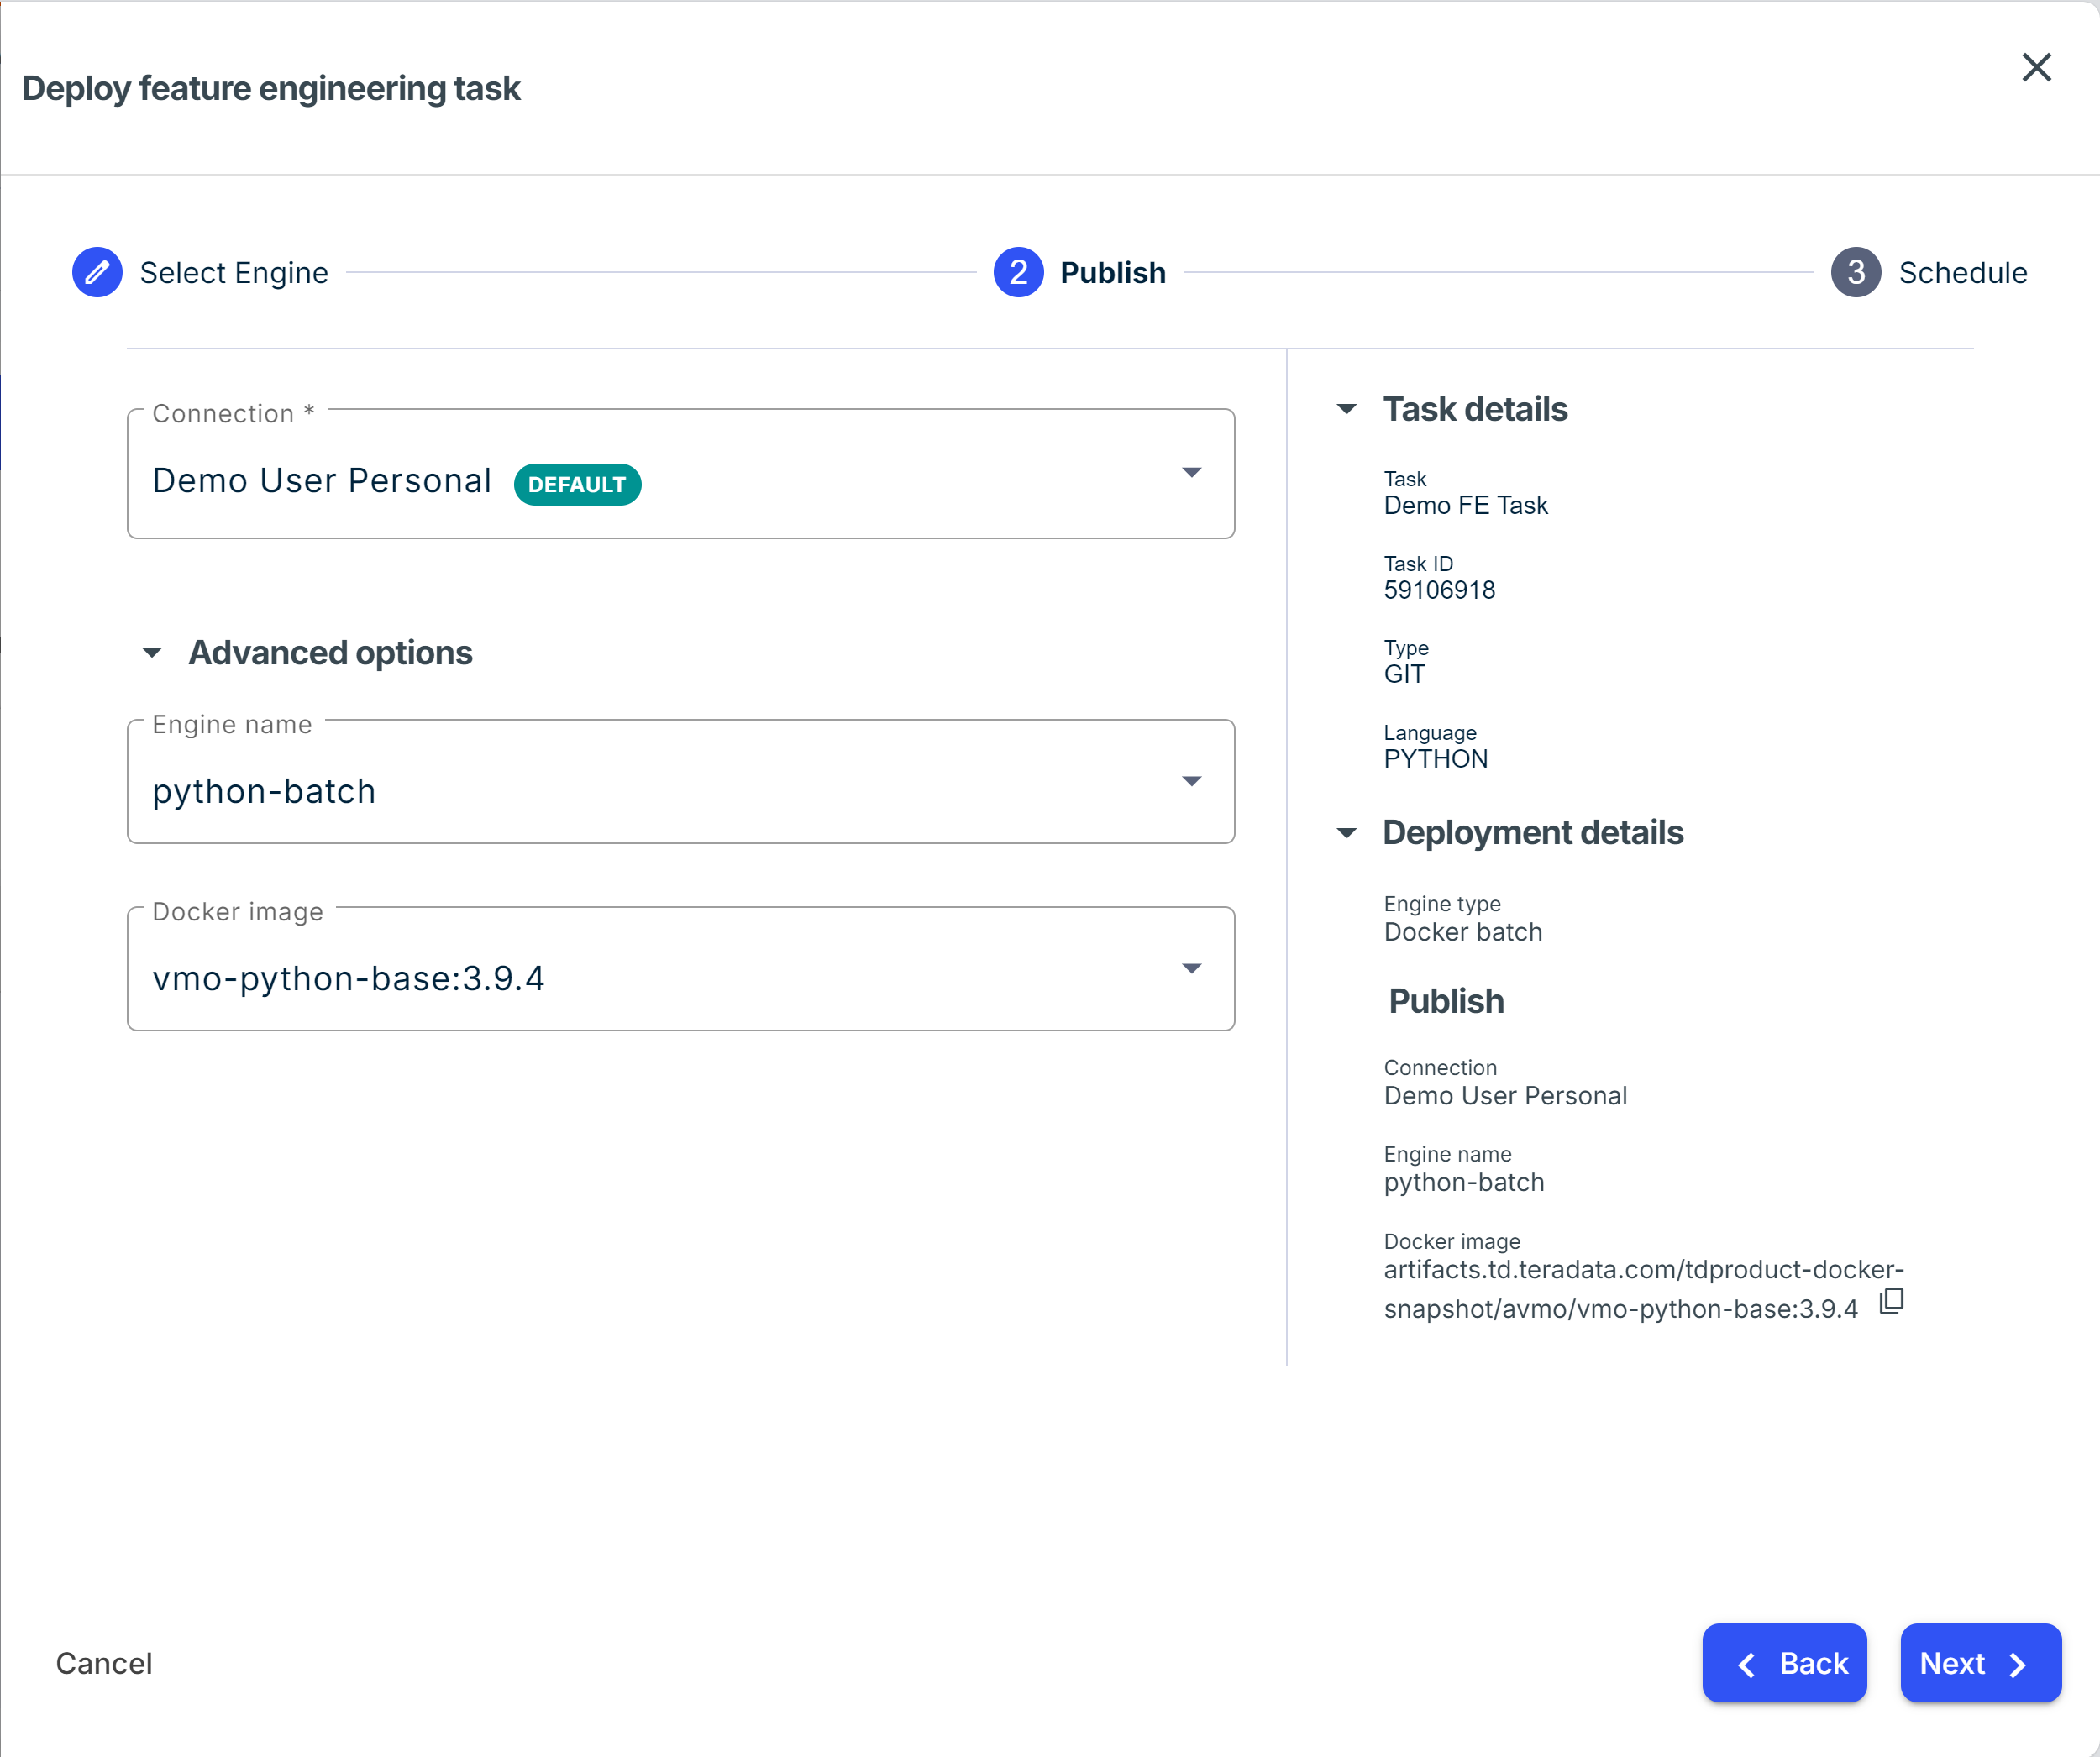 Deploy feature engineering task
Select Engine
2 Publish
3 Schedule
Connection *
Demo User Personal DEFAULT
Advanced options
Engine name
python-batch
Docker image
vmo-python-base:3.9.4
Task details
Task
Demo FE Task
Task ID
59106918
Type
GIT
Language
PYTHON
Deployment details
Engine type
Docker batch
Publish
Connection
Demo User Personal
Engine name
python-batch
Docker image
artifacts.td.teradata.com/tdproduct-docker-
snapshot/avmo/vmo-python-base:3.9.4
Cancel
Back
Next